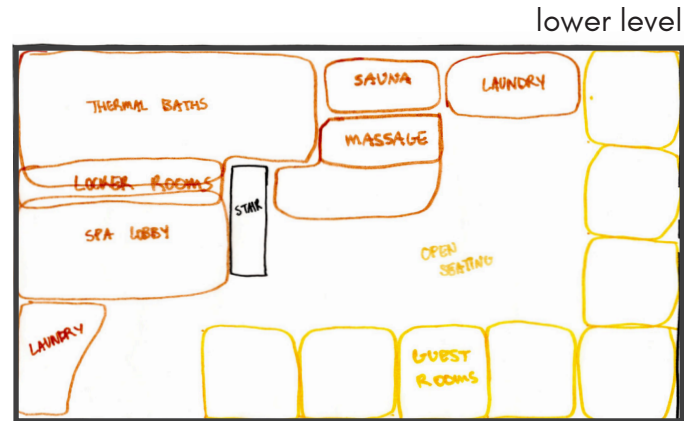 lower level
SAUNA
LAUNDRY
THERMAL BATHS
MASSAGE
LOCKER ROOMS
STAIR
SPA LOBBY
OPEN
SEATING
LAUNDRY
GUEST
ROOMS